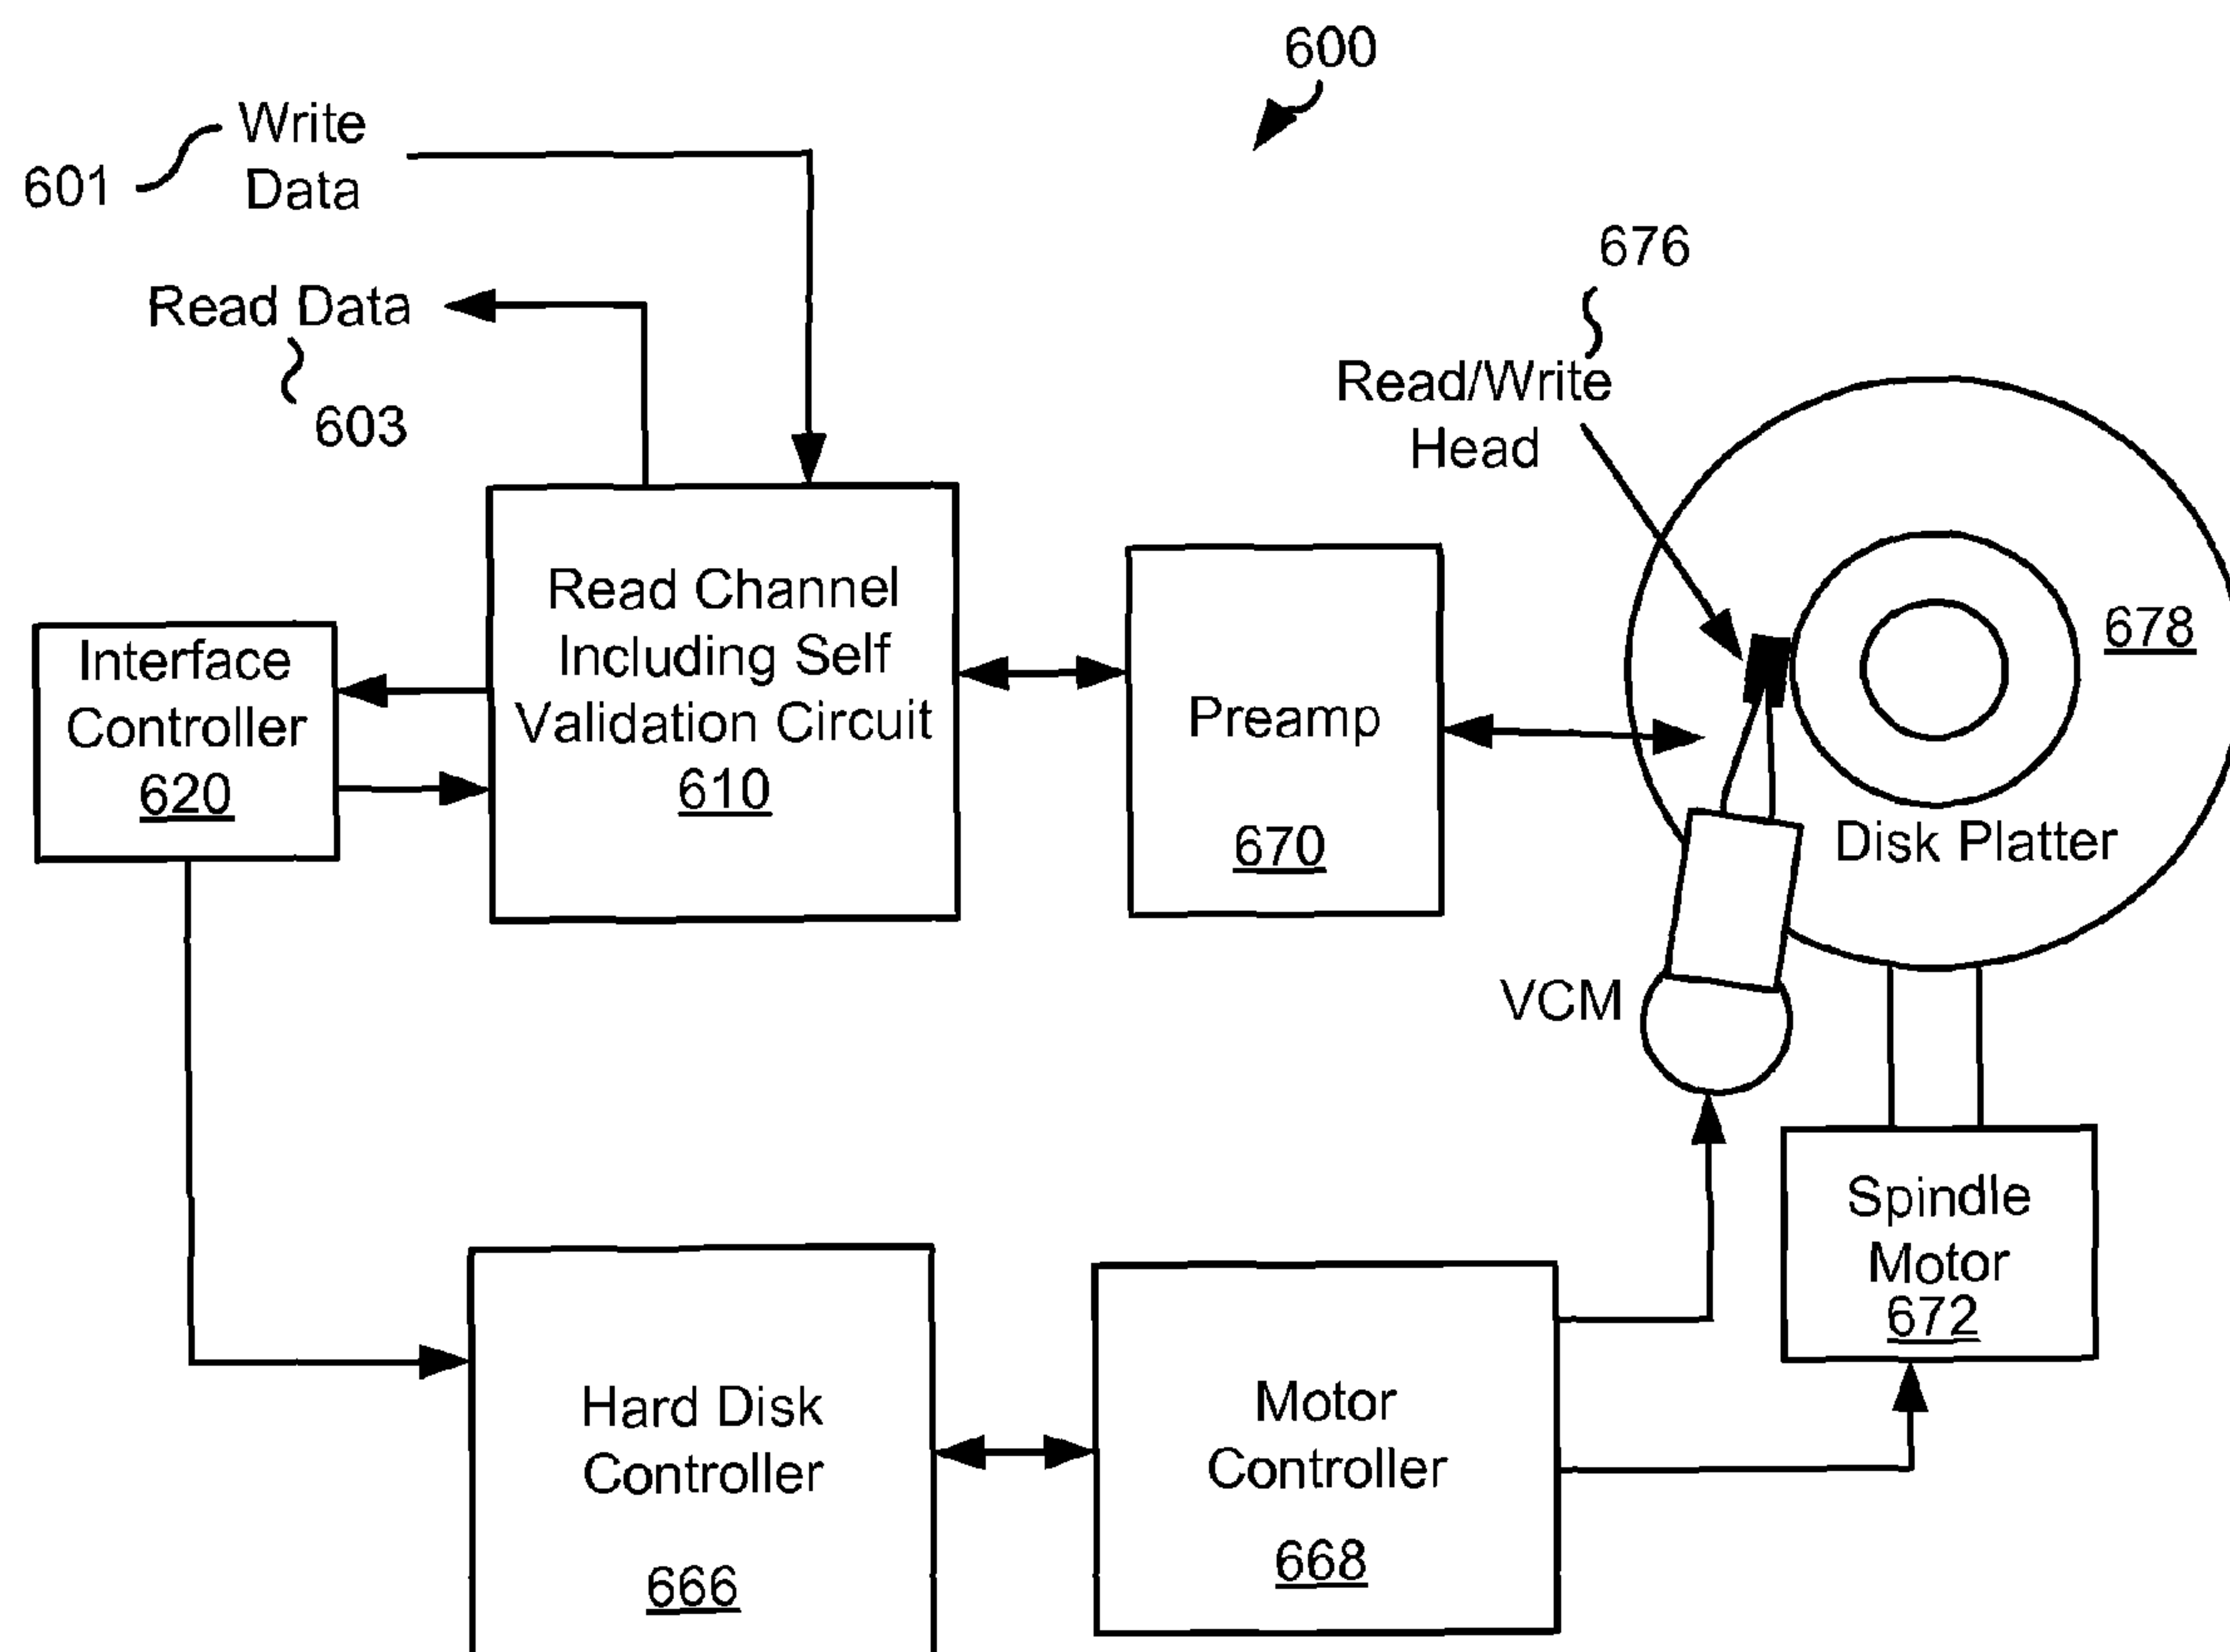 600
Write
Data
601
Read Data
603
676
Read/Write
Head
Read Channel
Including Self
Validation Circuit
610
Interface
Controller
620
Preamp
670
678
Disk Platter
VCM
Spindle
Motor
672
Hard Disk
Controller
666
Motor
Controller
668